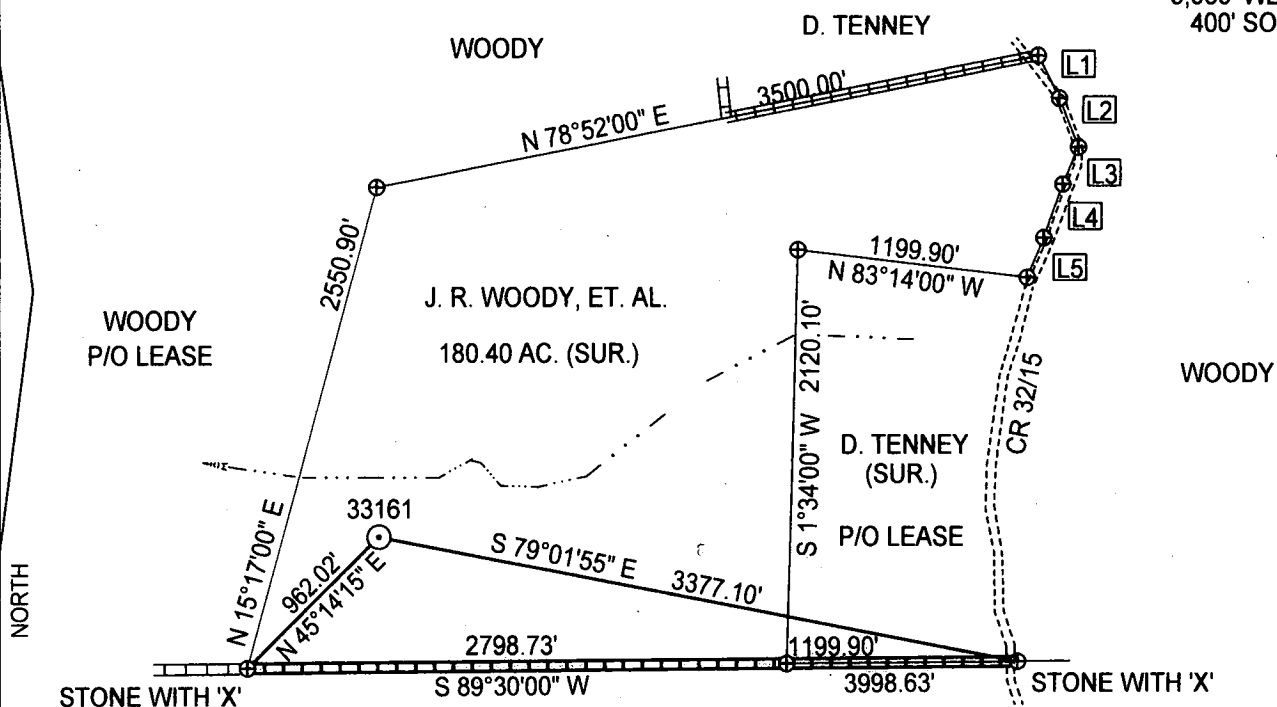 WOODY
D. TENNEY
400' SO
L1
3500.00'
L2
N 78°52'00" E
L3
L4
L5
2550.90'
1199.90'
N 83°14'00" W
J. R. WOODY, ET. AL.
180.40 AC. (SUR.)
WOODY
P/O LEASE
S 1°34'00" W 2120.10'
CR 32/15
WOODY
D. TENNEY
(SUR.)
P/O LEASE
33161
S 79°01'55" E 3377.10'
N 15°17'00" E
962.02'
N 45°14'15" E
NORTH
2798.73'
1199.90'
S 89°30'00" W
3998.63'
STONE WITH 'X'
STONE WITH 'X'